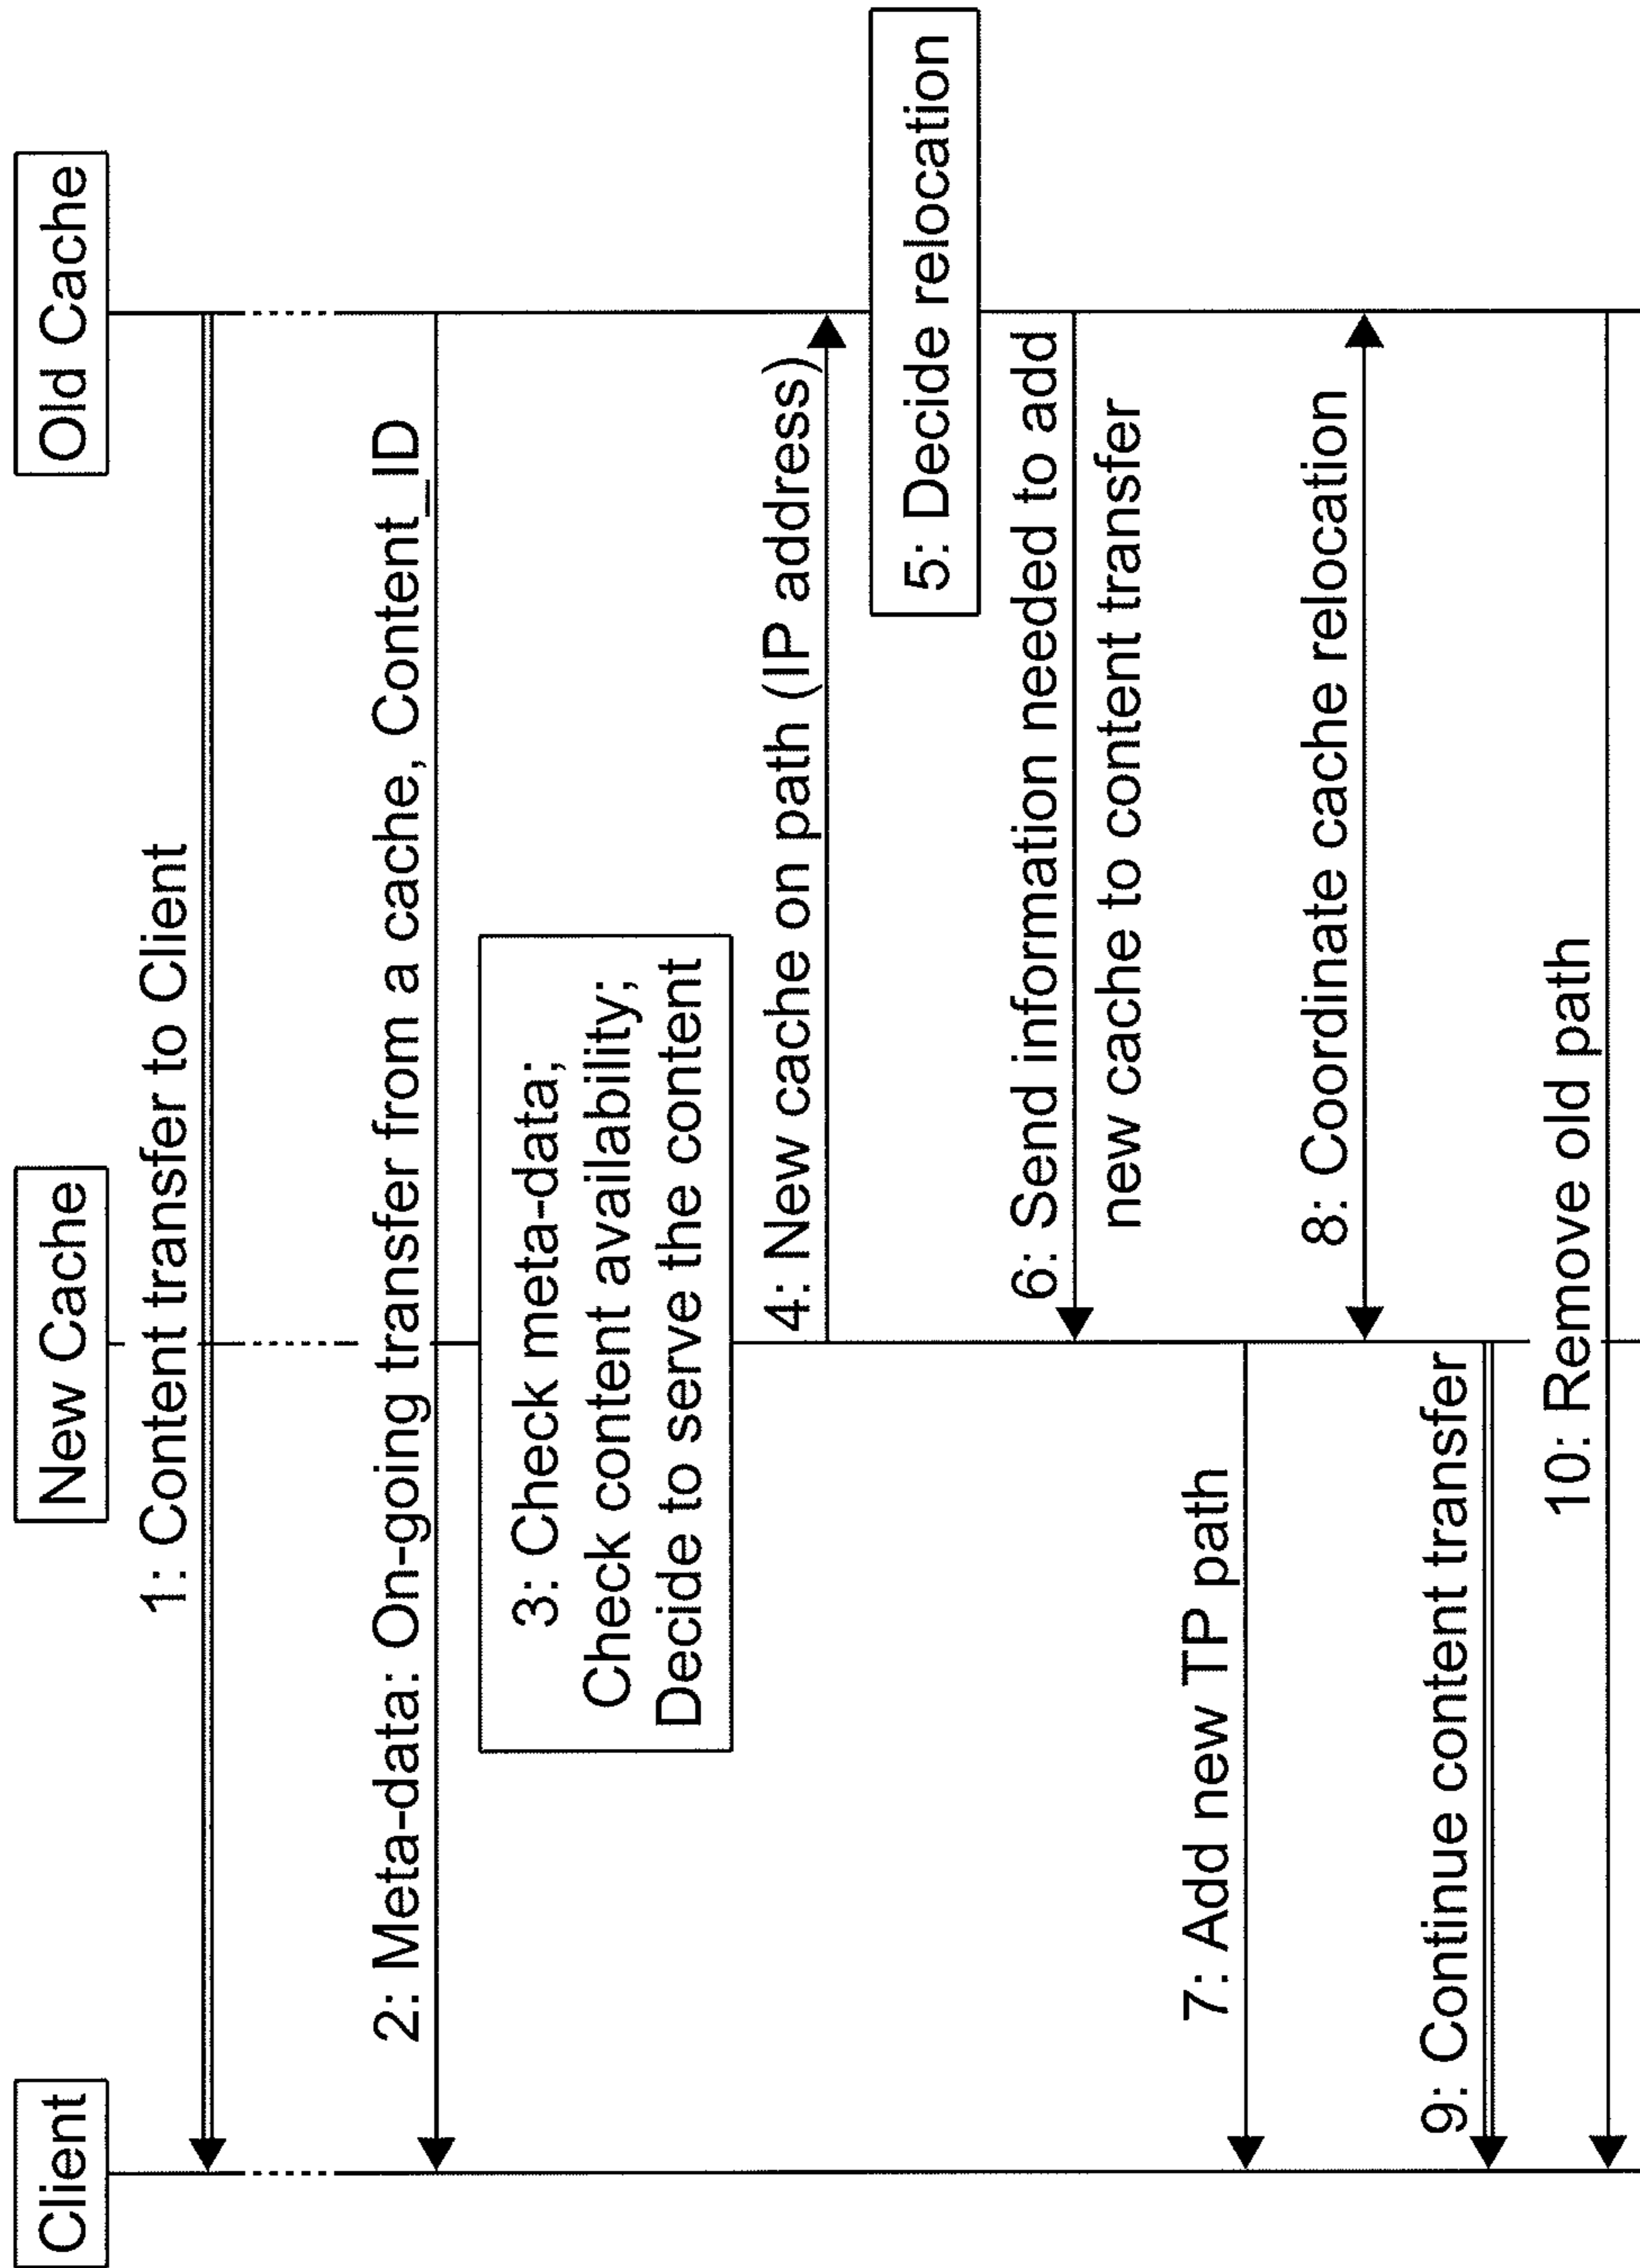 Client
New Cache
Old Cache
1: Content transfer to Client
2: Meta-data: On-going transfer from a cache, Content_ID
3: Check meta-data;
Check content availability;
Decide to serve the content
4: New cache on path (IP address)
5: Decide relocation
6: Send information needed to add
new cache to content transfer
7: Add new TP path
8: Coordinate cache relocation
9: Continue content transfer
10: Remove old path